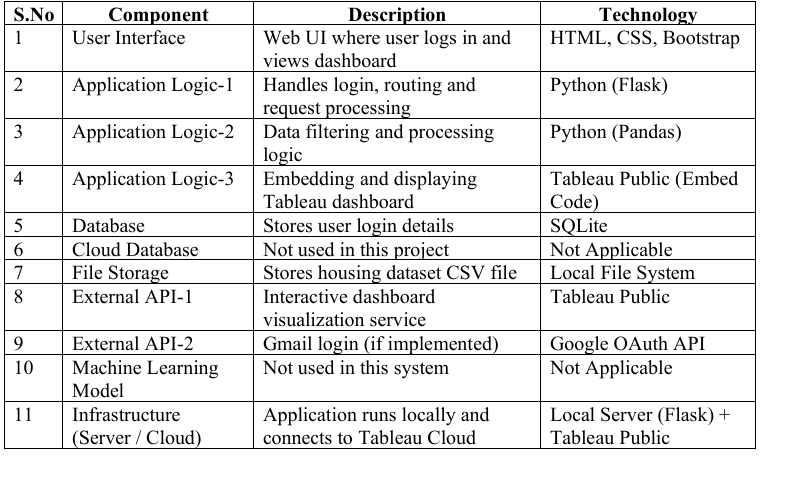 S.No Component Description Technology
1 User Interface Web UI where user logs in and HTML, CSS, Bootstrap
views dashboard
2 Application Logic-1 Handles login, routing and Python (Flask)
request processing
3 Application Logic-2 Data filtering and processing Python (Pandas)
logic
4 Application Logic-3 Embedding and displaying Tableau Public (Embed
Tableau dashboard Code)
5 Database Stores user login details SQLite
6 Cloud Database Not used in this project Not Applicable
7 File Storage Stores housing dataset CSV file Local File System
8 External API-1 Interactive dashboard Tableau Public
visualization service
9 External API-2 Gmail login (if implemented) Google OAuth API
10 Machine Learning Not used in this system Not Applicable
Model
11 Infrastructure Application runs locally and Local Server (Flask) +
(Server / Cloud) connects to Tableau Cloud Tableau Public